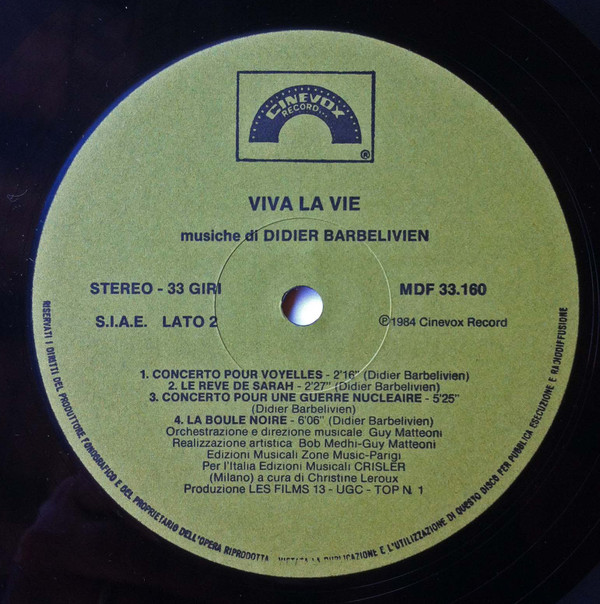 CINEVOX
RECORD...
®
VIVA LA VIE
musiche di DIDIER BARBELIVIEN
STEREO - 33 GIRI
MDF 33.160
S.I.A.E. LATO 2
℗1984 Cinevox Record
1. CONCERTO POUR VOYELLES - 2'16" (Didier Barbelivien)
2. LE REVE DE SARAH - 2'27" (Didier Barbelivien)
3. CONCERTO POUR UNE GUERRE NUCLEAIRE - 5'25"
(Didier Barbelivien)
4. LA BOULE NOIRE - 6'06" (Didier Barbelivien)
Orchestrazione e direzione musicale Guy Matteoni
Realizzazione artistica Bob Medhi-Guy Matteoni
Edizioni Musicali Zone Music-Parigi
Per l'Italia Edizioni Musicali CRISLER
(Milano) a cura di Christine Leroux
Produzione LES FILMS 13 - UGC - TOP N. 1
RISERVATI I DIRITTI DEL PRODUTTORE FONOGRAFICO E DEL PROPRIETARIO DELL'OPERA RIPRODOTTA. VIETATA LA DUPLICAZIONE E L'UTILIZZAZIONE DI QUESTO DISCO PER PUBBLICA ESECUZIONE E RADIODIFFUSIONE